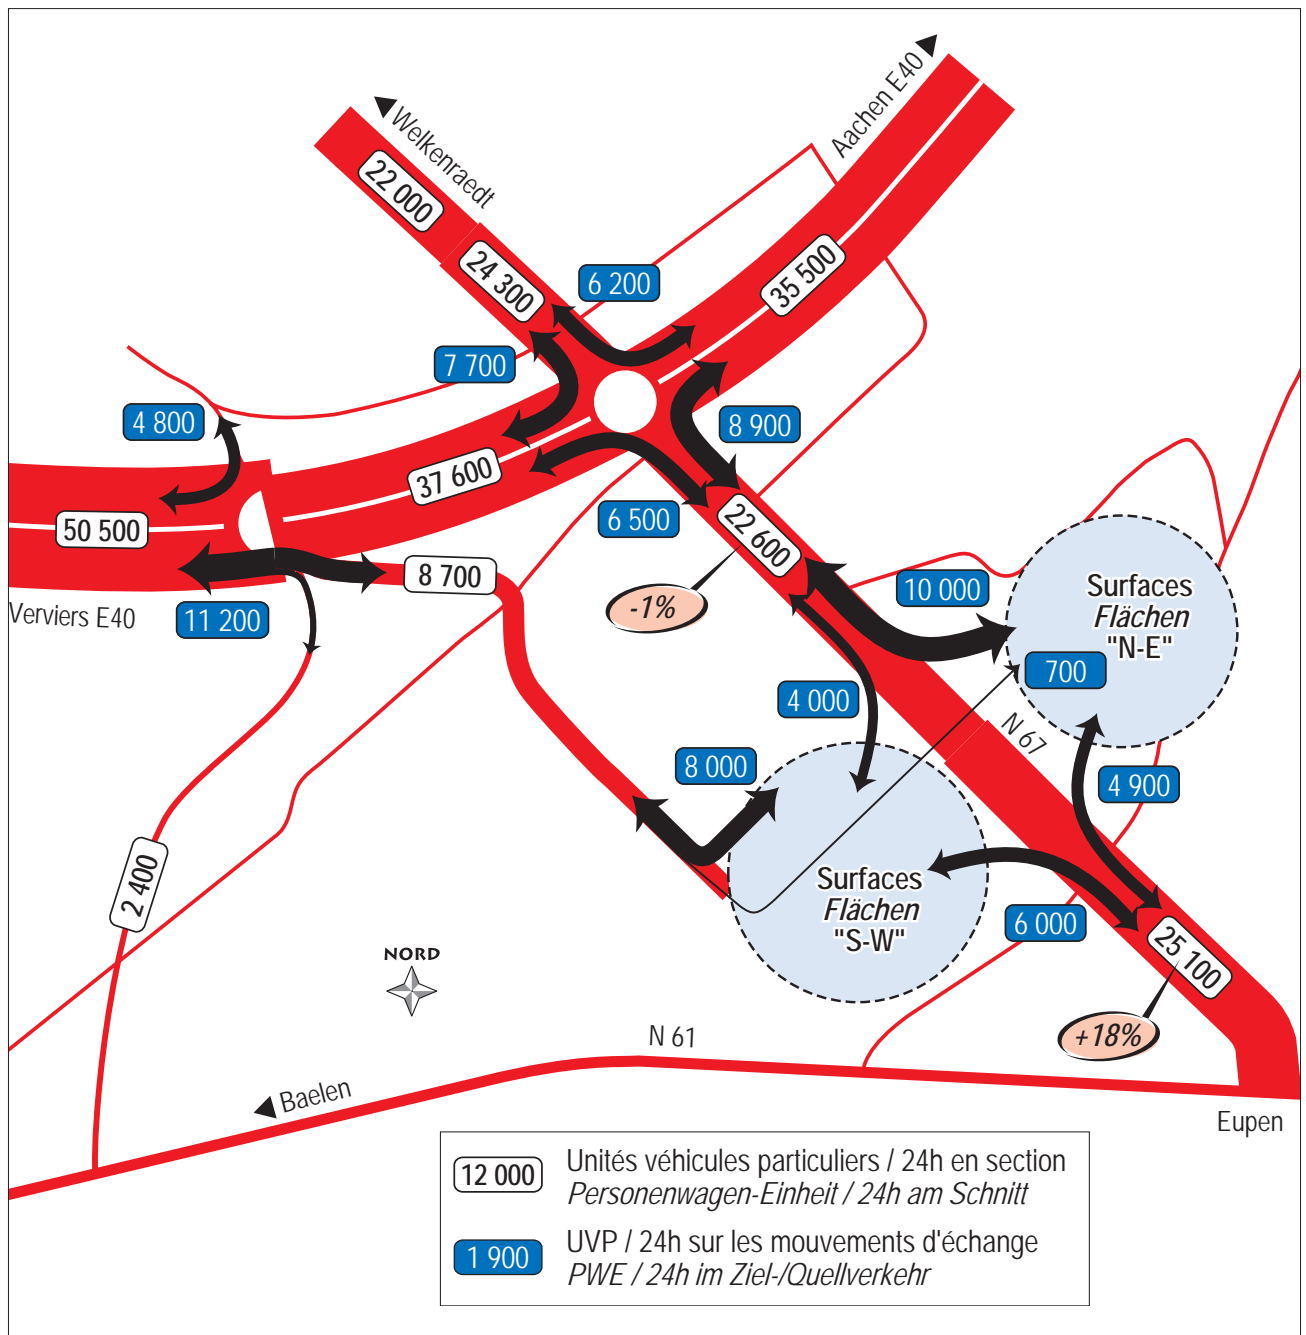 Aachen E40
Welkenraedt
22 000
24 300
6 200
35 500
7 700
4 800
8 900
37 600
50 500
6 500
22 600
8 700
-1%
10 000
Surfaces
Flächen
"N-E"
Verviers E40
11 200
700
4 000
N 67
8 000
4 900
2 400
Surfaces
Flächen
"S-W"
6 000
25 100
NORD
+18%
N 61
Baelen
Eupen
12 000
Unités véhicules particuliers / 24h en section
Personenwagen-Einheit / 24h am Schnitt
1 900
UVP / 24h sur les mouvements d'échange
PWE / 24h im Ziel-/Quellverkehr